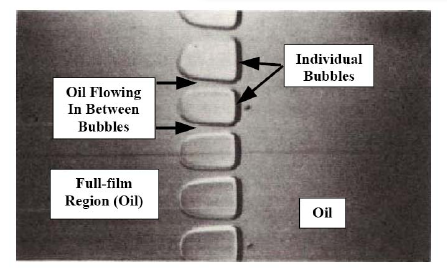 Individual
Bubbles
Oil Flowing
In Between
Bubbles
Full-film
Region (Oil)
Oil